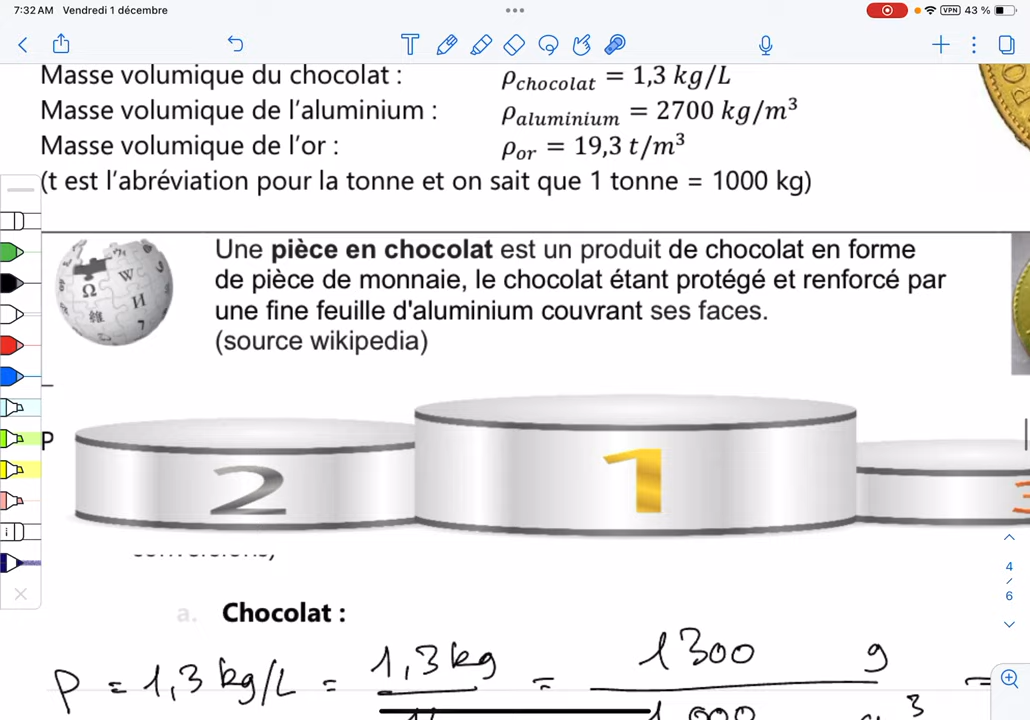 7:32 AM Vendredi 1 décembre
VPN 43 %
Masse volumique du chocolat : ρchocolat = 1,3 kg/L
Masse volumique de l'aluminium : ρaluminium = 2700 kg/m³
Masse volumique de l'or : ρor = 19,3 t/m³
(t est l'abréviation pour la tonne et on sait que 1 tonne = 1000 kg)
Une pièce en chocolat est un produit de chocolat en forme
de pièce de monnaie, le chocolat étant protégé et renforcé par
une fine feuille d'aluminium couvrant ses faces.
(source wikipedia)
P
2 1 3
4
/
6
a. Chocolat :
ρ = 1,3 kg/L = 1,3 kg = 1300 g =